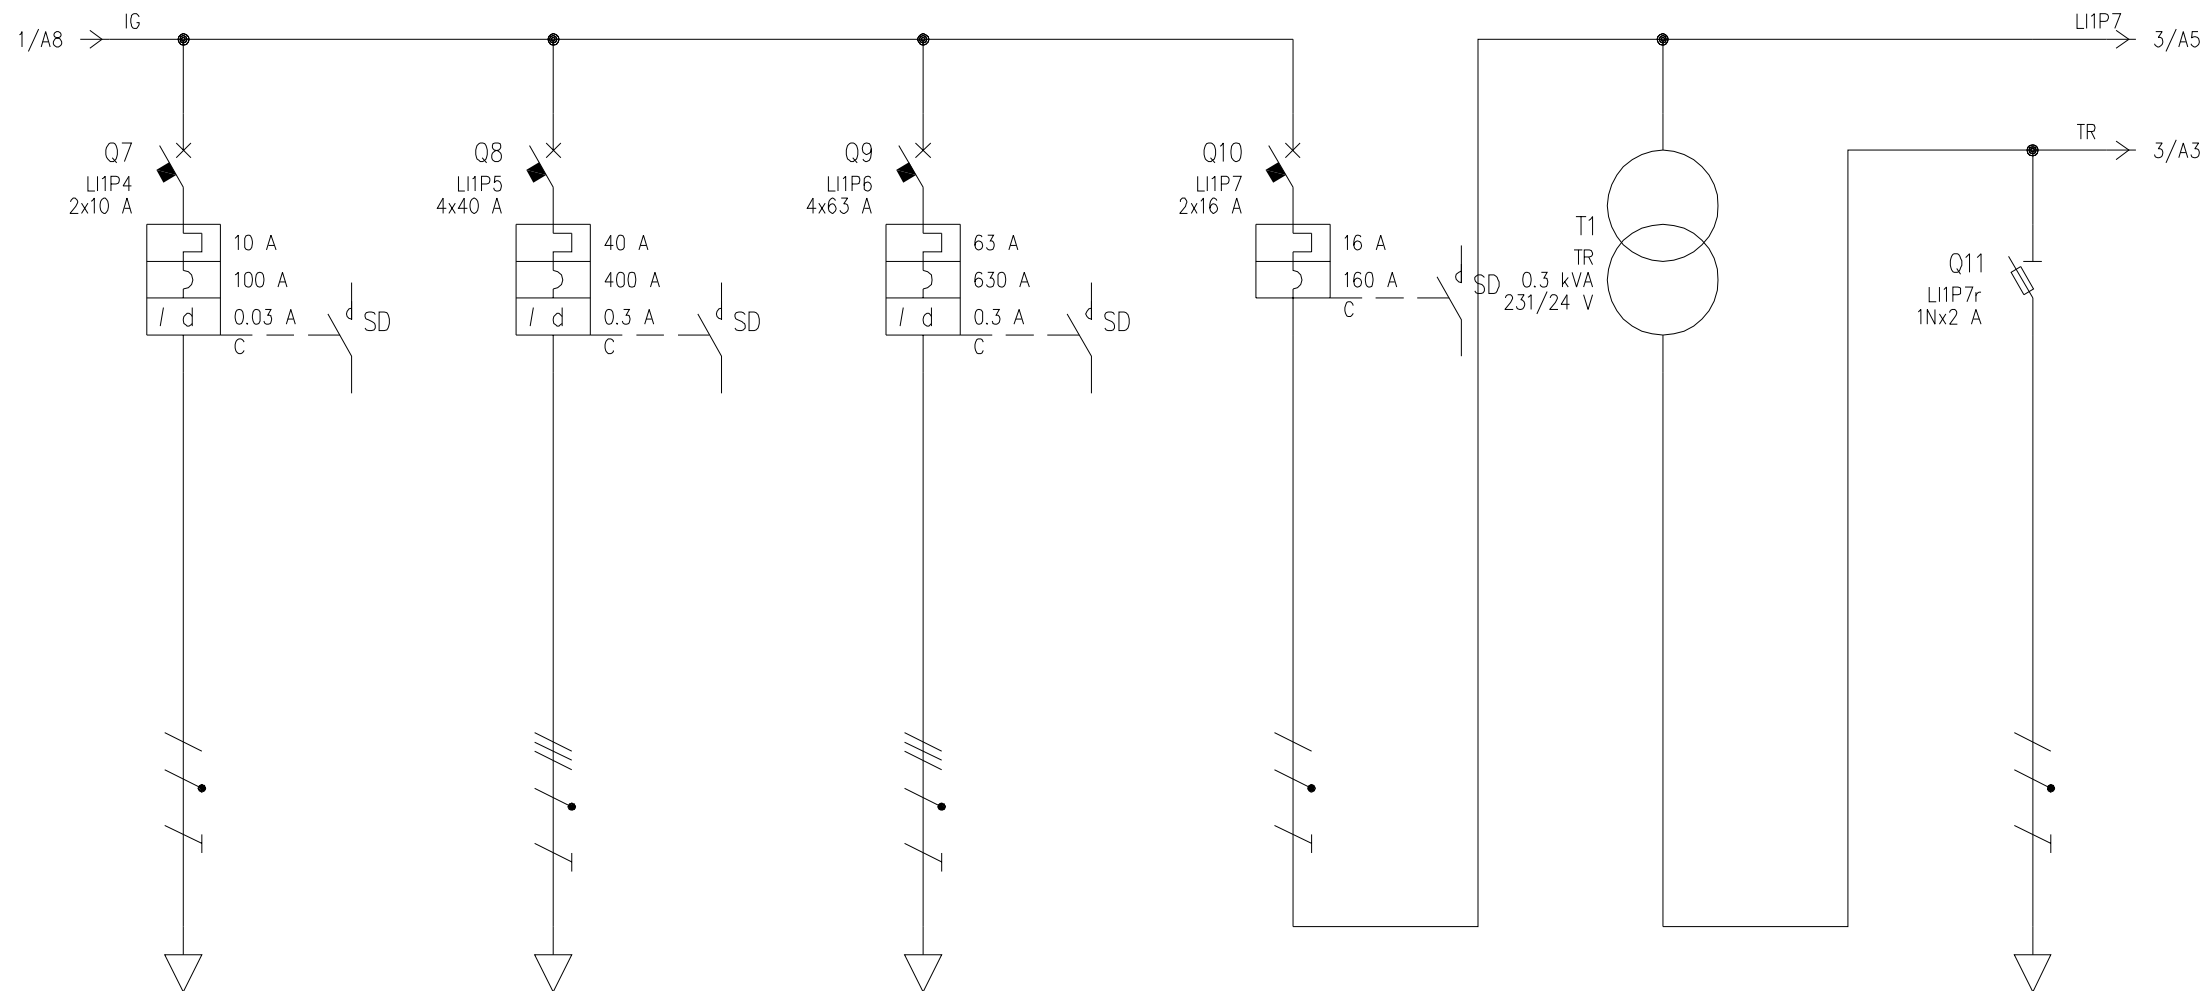 1/A8
IG
LI1P7
3/A5
TR
3/A3
Q7
LI1P4
2x10 A
10 A
100 A
I d
0.03 A
C
SD
Q8
LI1P5
4x40 A
40 A
400 A
I d
0.3 A
C
SD
Q9
LI1P6
4x63 A
63 A
630 A
I d
0.3 A
C
SD
Q10
LI1P7
2x16 A
16 A
160 A
C
SD
T1
TR
0.3 kVA
231/24 V
Q11
LI1P7r
1Nx2 A